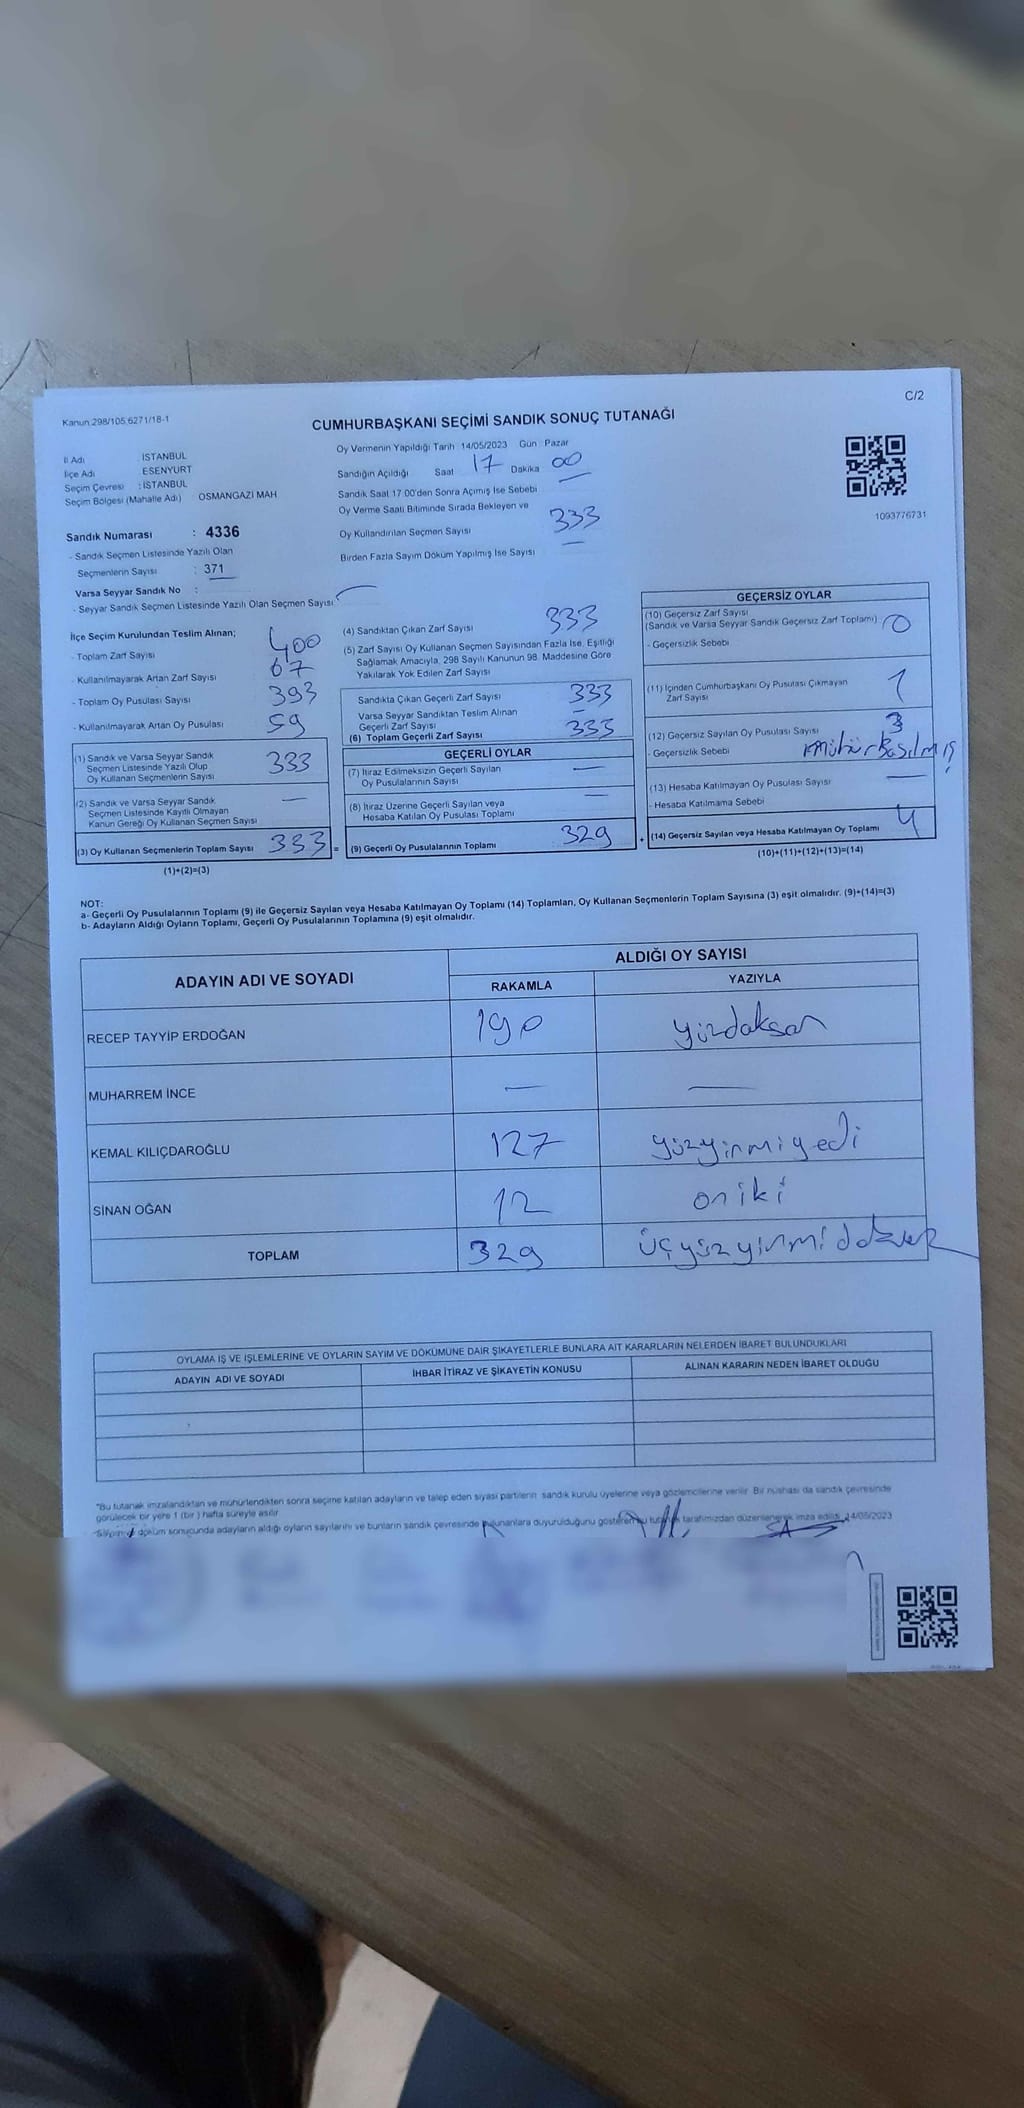 C/2
Kanun:298/105,6271/18-1
CUMHURBAŞKANI SEÇİMİ SANDIK SONUÇ TUTANAĞI
İl Adı : İSTANBUL
İlçe Adı : ESENYURT
Seçim Çevresi : İSTANBUL
Seçim Bölgesi (Mahalle Adı) OSMANGAZİ MAH
Sandık Numarası : 4336
- Sandık Seçmen Listesinde Yazılı Olan
Seçmenlerin Sayısı : 371
Varsa Seyyar Sandık No :
- Seyyar Sandık Seçmen Listesinde Yazılı Olan Seçmen Sayısı:
Oy Vermenin Yapıldığı Tarih :14/05/2023 Gün : Pazar
Sandığın Açıldığı Saat 17 Dakika 00
Sandık Saat 17:00'den Sonra Açılmış İse Sebebi
Oy Verme Saati Bitiminde Sırada Bekleyen ve
Oy Kullandırılan Seçmen Sayısı 333
Birden Fazla Sayım Döküm Yapılmış İse Sayısı
1093776731
İlçe Seçim Kurulundan Teslim Alınan;
- Toplam Zarf Sayısı 400
- Kullanılmayarak Artan Zarf Sayısı 67
- Toplam Oy Pusulası Sayısı 393
- Kullanılmayarak Artan Oy Pusulası 59
(1) Sandık ve Varsa Seyyar Sandık
Seçmen Listesinde Yazılı Olup
Oy Kullanan Seçmenlerin Sayısı 333
(2) Sandık ve Varsa Seyyar Sandık
Seçmen Listesinde Kayıtlı Olmayan
Kanun Gereği Oy Kullanan Seçmen Sayısı —
(3) Oy Kullanan Seçmenlerin Toplam Sayısı 333 =
(1)+(2)=(3)
(4) Sandıktan Çıkan Zarf Sayısı 333
(5) Zarf Sayısı Oy Kullanan Seçmen Sayısından Fazla İse, Eşitliği
Sağlamak Amacıyla, 298 Sayılı Kanunun 98. Maddesine Göre
Yakılarak Yok Edilen Zarf Sayısı
Sandıkta Çıkan Geçerli Zarf Sayısı 333
Varsa Seyyar Sandıktan Teslim Alınan
Geçerli Zarf Sayısı
(6) Toplam Geçerli Zarf Sayısı 333
GEÇERLİ OYLAR
(7) İtiraz Edilmeksizin Geçerli Sayılan
Oy Pusulalarının Sayısı —
(8) İtiraz Üzerine Geçerli Sayılan veya
Hesaba Katılan Oy Pusulası Toplamı —
(9) Geçerli Oy Pusulalarının Toplamı 329 +
GEÇERSİZ OYLAR
(10) Geçersiz Zarf Sayısı
(Sandık ve Varsa Seyyar Sandık Geçersiz Zarf Toplamı) 0
- Geçersizlik Sebebi
(11) İçinden Cumhurbaşkanı Oy Pusulası Çıkmayan
Zarf Sayısı 1
(12) Geçersiz Sayılan Oy Pusulası Sayısı 3
- Geçersizlik Sebebi mühür basılmış
(13) Hesaba Katılmayan Oy Pusulası Sayısı —
- Hesaba Katılmama Sebebi
(14) Geçersiz Sayılan veya Hesaba Katılmayan Oy Toplamı 4
(10)+(11)+(12)+(13)=(14)
NOT:
a- Geçerli Oy Pusulalarının Toplamı (9) ile Geçersiz Sayılan veya Hesaba Katılmayan Oy Toplamı (14) Toplamları, Oy Kullanan Seçmenlerin Toplam Sayısına (3) eşit olmalıdır. (9)+(14)=(3)
b- Adayların Aldığı Oyların Toplamı, Geçerli Oy Pusulalarının Toplamına (9) eşit olmalıdır.
ADAYIN ADI VE SOYADI ALDIĞI OY SAYISI
RAKAMLA YAZIYLA
RECEP TAYYİP ERDOĞAN 190 yüzdoksan
MUHARREM İNCE — —
KEMAL KILIÇDAROĞLU 127 yüzyirmiyedi
SİNAN OĞAN 12 oniki
TOPLAM 329 üçyüzyirmidokuz
OYLAMA İŞ VE İŞLEMLERİNE VE OYLARIN SAYIM VE DÖKÜMÜNE DAİR ŞİKAYETLERLE BUNLARA AİT KARARLARIN NELERDEN İBARET BULUNDUKLARI
ADAYIN ADI VE SOYADI İHBAR İTİRAZ VE ŞİKAYETİN KONUSU ALINAN KARARIN NEDEN İBARET OLDUĞU
*Bu tutanak imzalandıktan ve mühürlendikten sonra seçime katılan adayların ve talep eden siyasi partilerin sandık kurulu üyelerine veya gözlemcilerine verilir. Bir nüshası da sandık çevresinde
görülecek bir yere 1 (bir) hafta süreyle asılır.
Sayım döküm sonucunda adayların aldığı oyların sayılarını ve bunların sandık çevresinde bulunanlara duyurulduğunu gösteren bu tutanak tarafımızdan düzenlenerek imza edildi. 14/05/2023